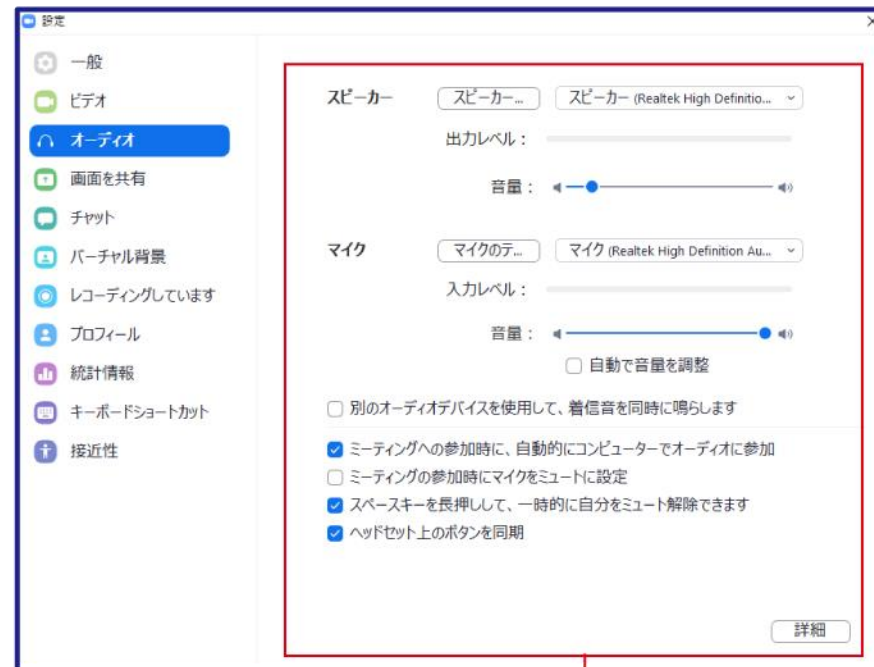 設定
一般
ビデオ
オーディオ
画面を共有
チャット
バーチャル背景
レコーディングしています
プロフィール
統計情報
キーボードショートカット
接近性
スピーカー スピーカー... スピーカー (Realtek High Definitio...
出力レベル：
音量：
マイク マイクのテ... マイク (Realtek High Definition Au...
入力レベル：
音量：
自動で音量を調整
別のオーディオデバイスを使用して、着信音を同時に鳴らします
ミーティングへの参加時に、自動的にコンピューターでオーディオに参加
ミーティングの参加時にマイクをミュートに設定
スペースキーを長押しして、一時的に自分をミュート解除できます
ヘッドセット上のボタンを同期
詳細